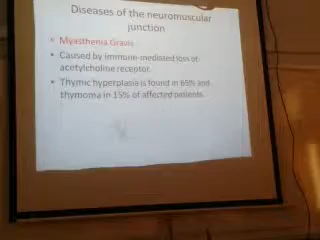 Diseases of the neuromuscular
junction
• Myasthenia Gravis
• Caused by immune-mediated loss of
acetylcholine receptor.
• Thymic hyperplasia is found in 65% and
thymoma in 15% of affected patients.